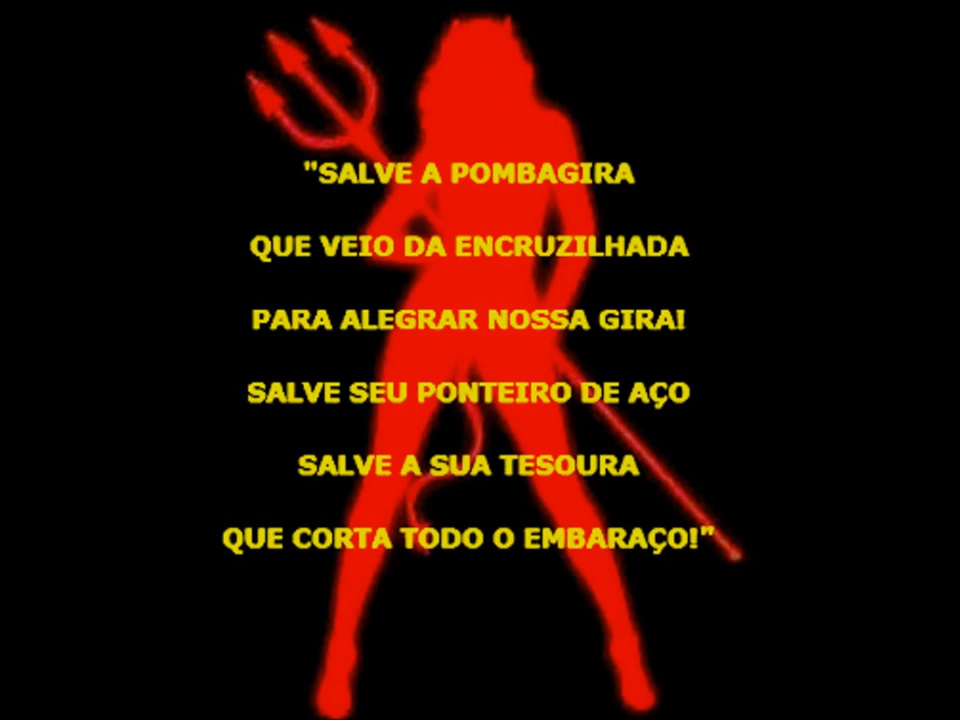 "SALVE A POMBAGIRA
QUE VEIO DA ENCRUZILHADA
PARA ALEGRAR NOSSA GIRA!
SALVE SEU PONTEIRO DE AÇO
SALVE A SUA TESOURA
QUE CORTA TODO O EMBARAÇO!"